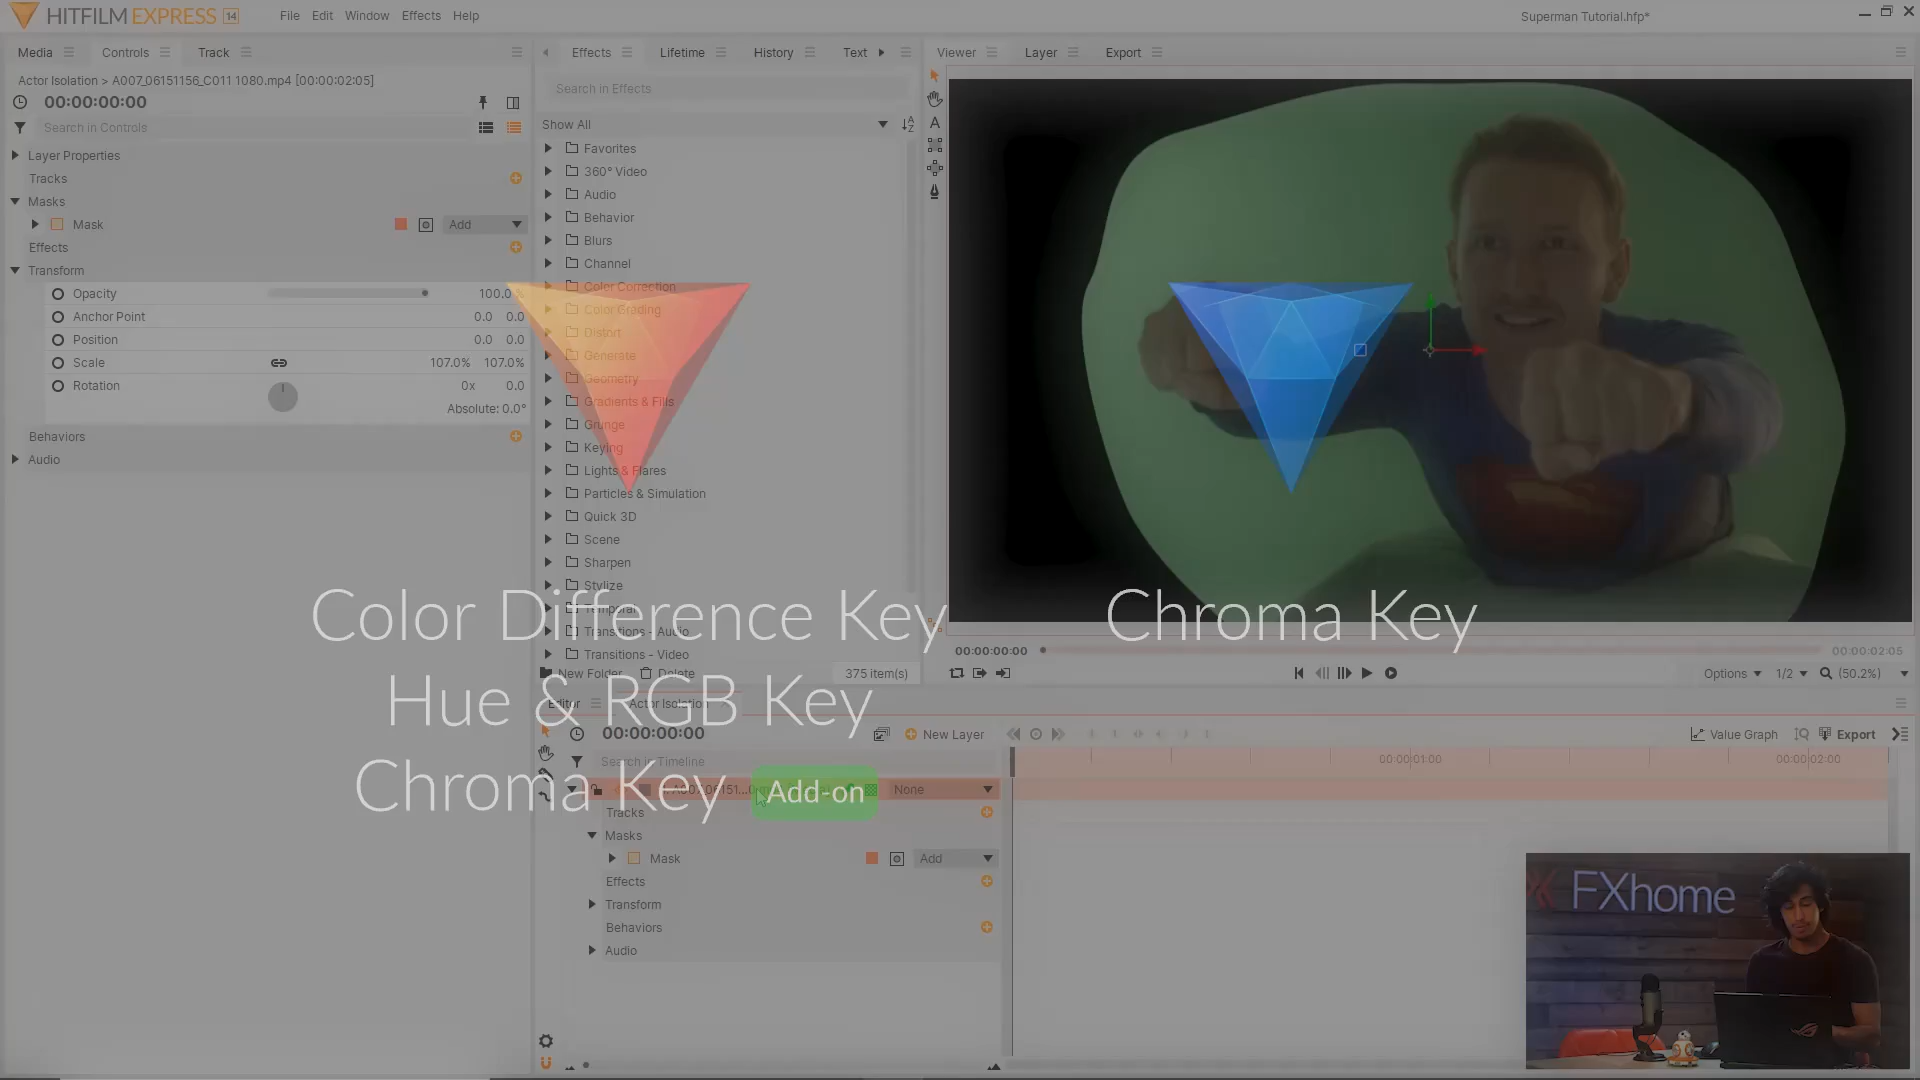 HITFILM EXPRESS 14
File Edit Window Effects Help
Superman Tutorial.hfp*
Media
Controls
Track
Actor Isolation > A007_06151156_C011 1080.mp4 [00:00:02:05]
00:00:00:00
Search in Controls
Layer Properties
Tracks
Masks
Mask
Add
Effects
Transform
Opacity 100.0
Anchor Point 0.0 0.0
Position 0.0 0.0
Scale 107.0% 107.0%
Rotation 0x 0.0
Absolute: 0.0°
Behaviors
Audio
Effects
Lifetime
History
Text
Search in Effects
Show All
Favorites
360° Video
Audio
Behavior
Blurs
Channel
Color Correction
Color Grading
Distort
Generate
Geometry
Gradients & Fills
Grunge
Keying
Lights & Flares
Particles & Simulation
Quick 3D
Scene
Sharpen
Stylize
Temporal
Transitions - Audio
Transitions - Video
New Folder
Delete
375 item(s)
Viewer
Layer
Export
00:00:00:00
00:00:02:05
Options
1/2
(50.2%)
Color Difference Key
Hue & RGB Key
Chroma Key Add-on
Chroma Key
Editor
Actor Isolation
00:00:00:00
New Layer
Value Graph
Export
Search in Timeline
00:00:01:00
00:00:02:00
None
Tracks
Masks
Mask
Add
Effects
Transform
Behaviors
Audio
FXhome